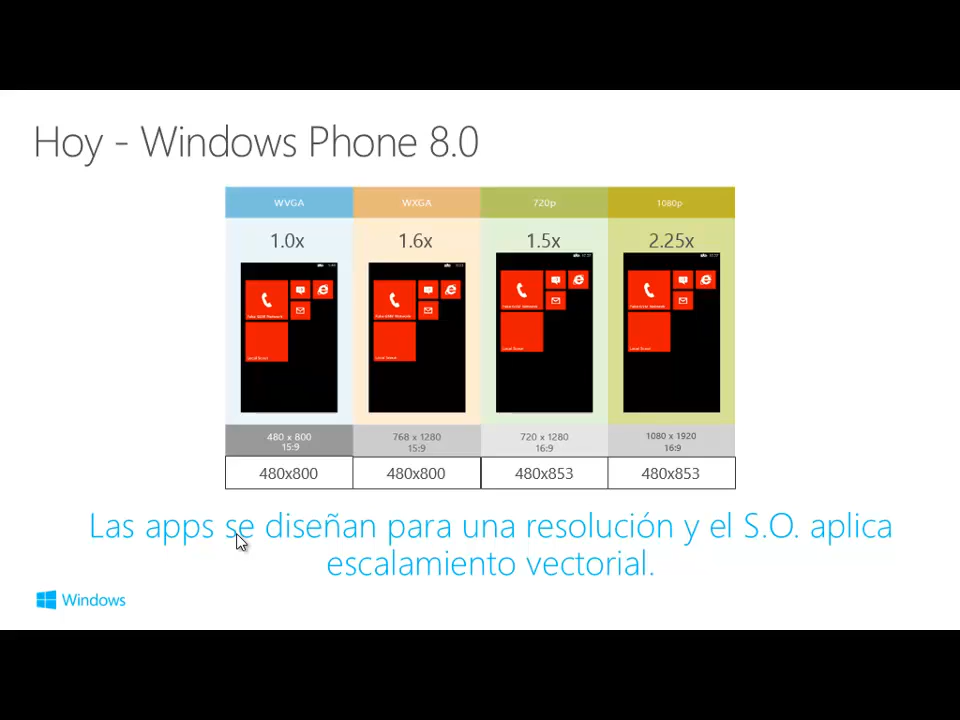 Hoy - Windows Phone 8.0
WVGA WXGA 720p 1080p
1.0x 1.6x 1.5x 2.25x
480 x 800 768 x 1280 720 x 1280 1080 x 1920
15:9 15:9 16:9 16:9
480x800 480x800 480x853 480x853
Las apps se diseñan para una resolución y el S.O. aplica
escalamiento vectorial.
Windows